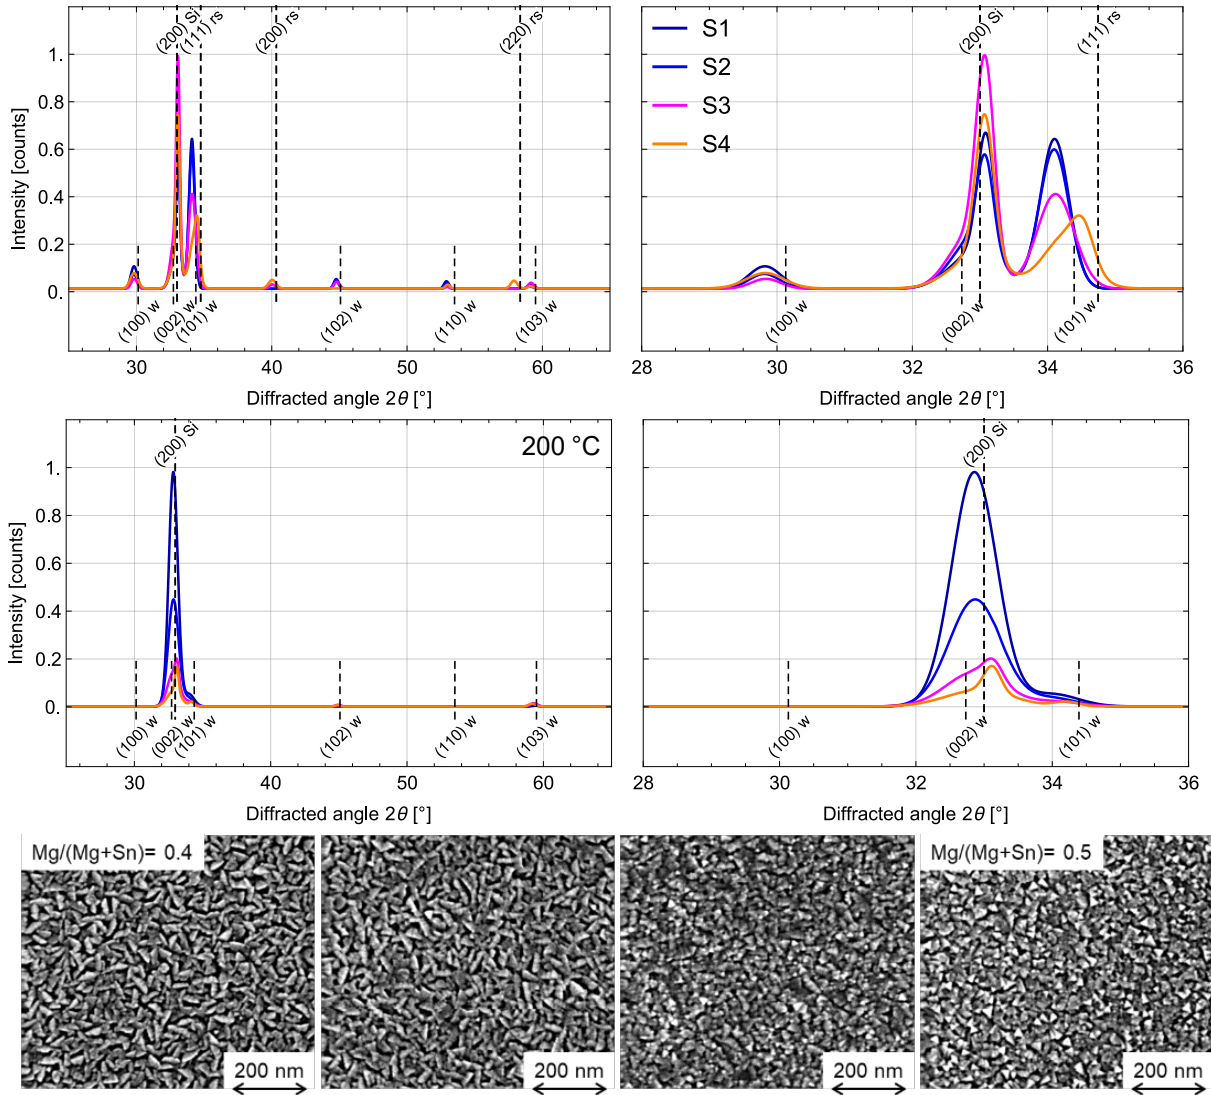 (200) Si
(111) rs
(200) rs
(220) rs
1.
0.8
0.6
0.4
0.2
0.
Intensity [counts]
(100) w
(002) w
(101) w
(102) w
(110) w
(103) w
30
40
50
60
Diffracted angle 2θ [°]
(200) Si
(111) rs
S1
S2
S3
S4
(100) w
(002) w
(101) w
28
30
32
34
36
Diffracted angle 2θ [°]
(200) Si
200 °C
1.
0.8
0.6
0.4
0.2
0.
Intensity [counts]
(100) w
(002) w
(101) w
(102) w
(110) w
(103) w
30
40
50
60
Diffracted angle 2θ [°]
(200) Si
(100) w
(002) w
(101) w
28
30
32
34
36
Diffracted angle 2θ [°]
Mg/(Mg+Sn)= 0.4
Mg/(Mg+Sn)= 0.5
200 nm
200 nm
200 nm
200 nm